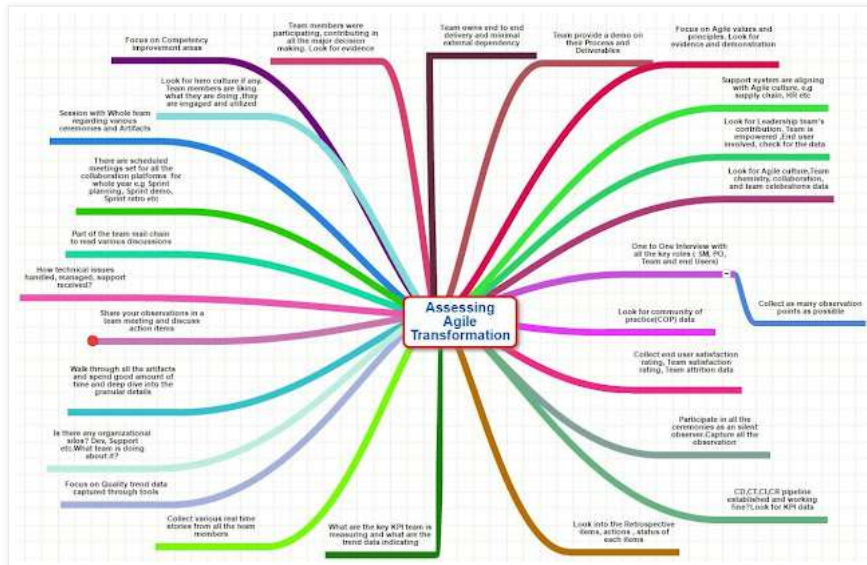 Focus on Competency
improvement areas
Team members were
participating, contributing in
all the major decision
making. Look for evidence
Team owns end to end
delivery and minimal
external dependency
Team provide a demo on
their Process and
Deliverables
Focus on Agile values and
principles. Look for
evidence and demonstration
Look for hero culture if any.
Team members are liking
what they are doing ,they
are engaged and utilized
Support system are aligning
with Agile culture, e.g
supply chain, HR etc
Session with Whole team
regarding various
ceremonies and Artifacts
Look for Leadership team's
contribution. Team is
empowered ,End user
involved, check for the data
There are scheduled
meetings set for all the
collaboration platforms for
whole year e.g Sprint
planning, Sprint demo,
Sprint retro etc
Look for Agile culture,Team
chemistry, collaboration,
and team celebrations data
Part of the team mail chain
to read various discussions
One to One Interview with
all the key roles ( SM, PO,
Team and end Users)
How technical issues
handled, managed, support
received?
Collect as many observation
points as possible
Assessing
Agile
Transformation
Share your observations in a
team meeting and discuss
action items
Look for community of
practice(COP) data
Walk through all the artifacts
and spend good amount of
time and deep dive into the
granular details
Collect end user satisfaction
rating, Team satisfaction
rating, Team attrition data
Is there any organizational
silos? Dev, Support
etc.What team is doing
about it?
Participate in all the
ceremonies as an silent
observer.Capture all the
observation
Focus on Quality trend data
captured through tools
CD,CT,CI,CR pipeline
established and working
fine?Look for KPI data
Collect various real time
stories from all the team
members
What are the key KPI team is
measuring and what are the
trend data indicating
Look into the Retrospective
items, actions , status of
each items